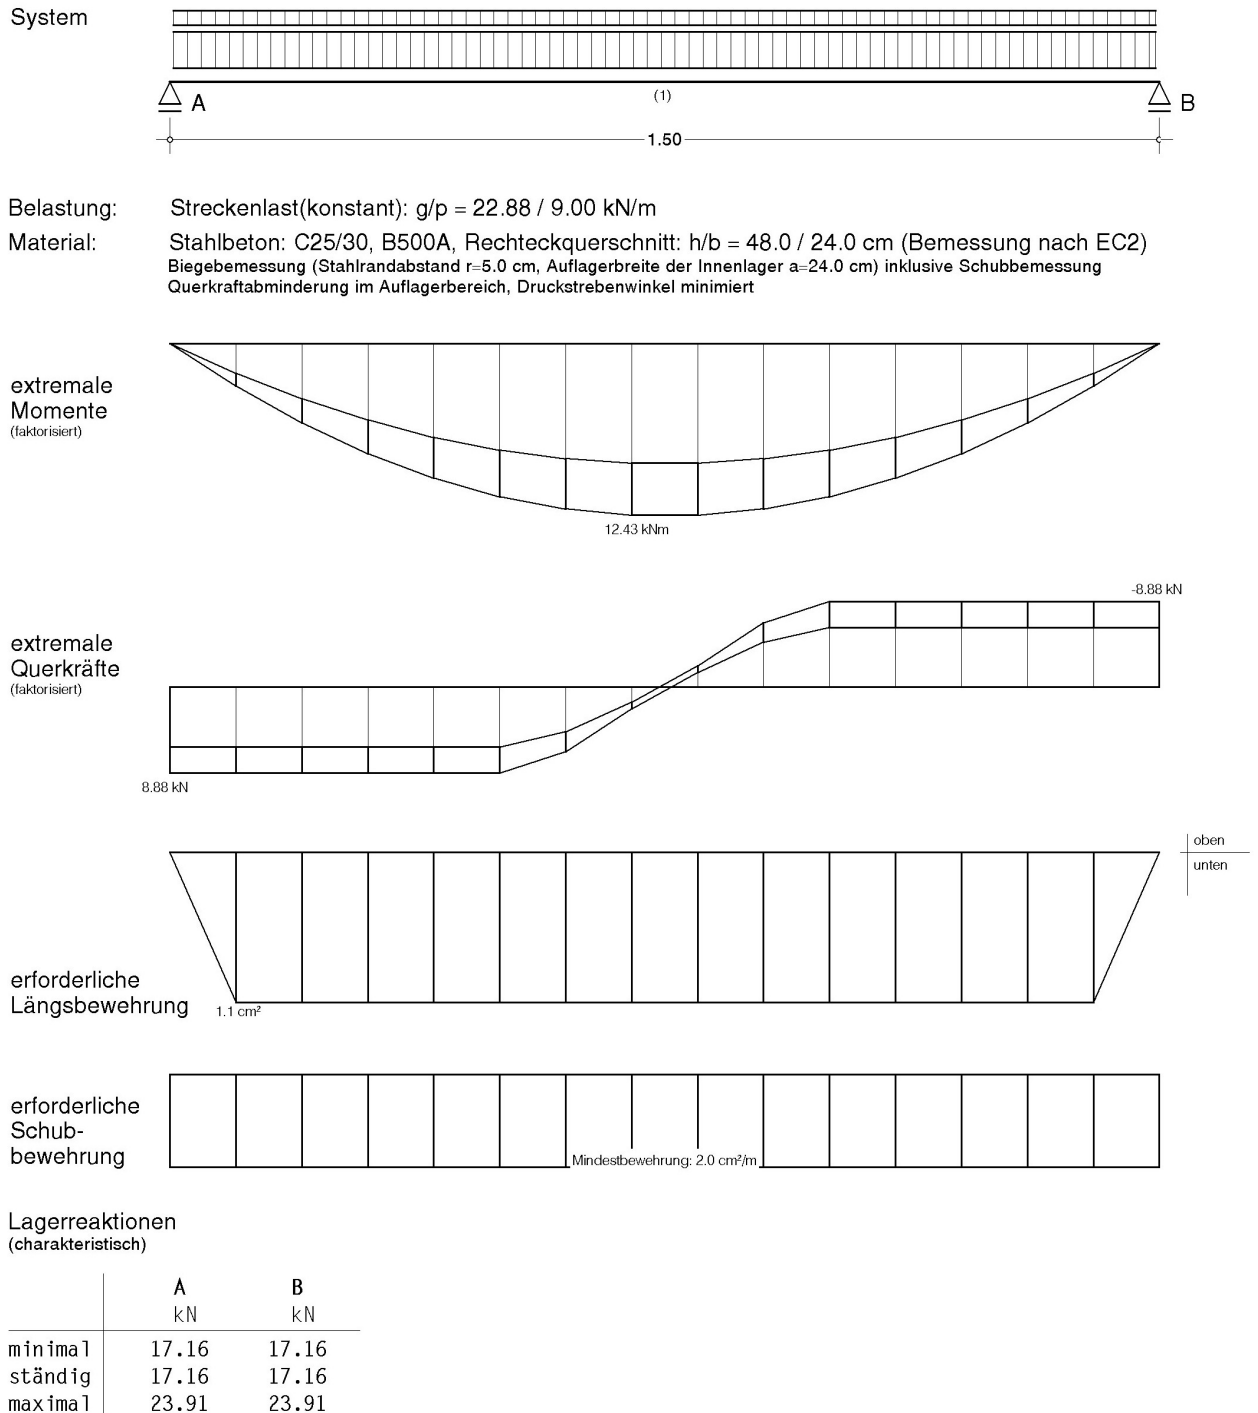 System
A
(1)
B
1.50
Belastung: Streckenlast(konstant): g/p = 22.88 / 9.00 kN/m
Material: Stahlbeton: C25/30, B500A, Rechteckquerschnitt: h/b = 48.0 / 24.0 cm (Bemessung nach EC2)
Biegebemessung (Stahlrandabstand r=5.0 cm, Auflagerbreite der Innenlager a=24.0 cm) inklusive Schubbemessung
Querkraftabminderung im Auflagerbereich, Druckstrebenwinkel minimiert
extremale
Momente
(faktorisiert)
12.43 kNm
-8.88 kN
extremale
Querkräfte
(faktorisiert)
8.88 kN
oben
unten
erforderliche
Längsbewehrung
1.1 cm²
erforderliche
Schub-
bewehrung
Mindestbewehrung: 2.0 cm²/m
Lagerreaktionen
(charakteristisch)
A B
kN kN
minimal 17.16 17.16
ständig 17.16 17.16
maximal 23.91 23.91